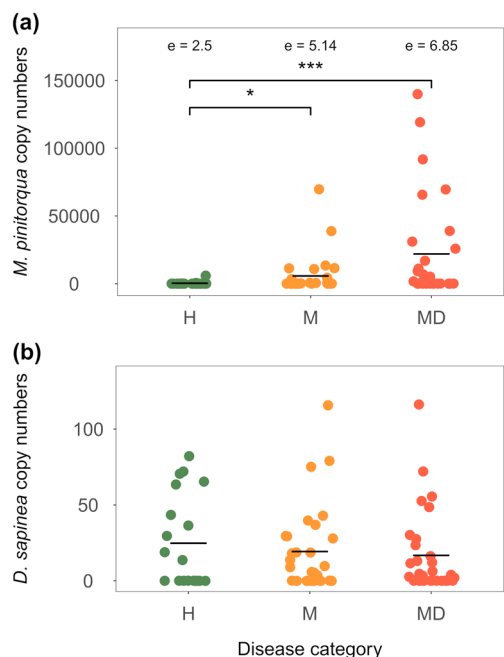 (a)
e = 2.5 e = 5.14 e = 6.85
***
*
M. pinitorqua copy numbers
150000
100000
50000
0
H M MD
(b)
D. sapinea copy numbers
100
50
0
H M MD
Disease category